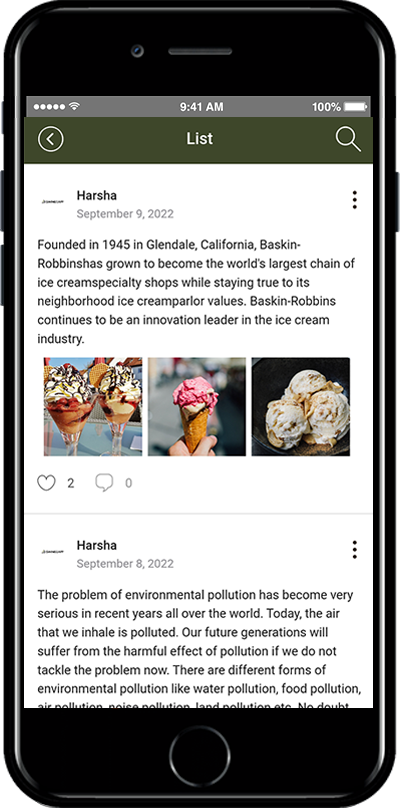 9:41 AM 100%
List
Harsha
September 9, 2022
Founded in 1945 in Glendale, California, Baskin-
Robbinshas grown to become the world's largest chain of
ice creamspecialty shops while staying true to its
neighborhood ice creamparlor values. Baskin-Robbins
continues to be an innovation leader in the ice cream
industry.
2 0
Harsha
September 8, 2022
The problem of environmental pollution has become very
serious in recent years all over the world. Today, the air
that we inhale is polluted. Our future generations will
suffer from the harmful effect of pollution if we do not
tackle the problem now. There are different forms of
environmental pollution like water pollution, food pollution,
air pollution, noise pollution, land pollution etc. No doubt